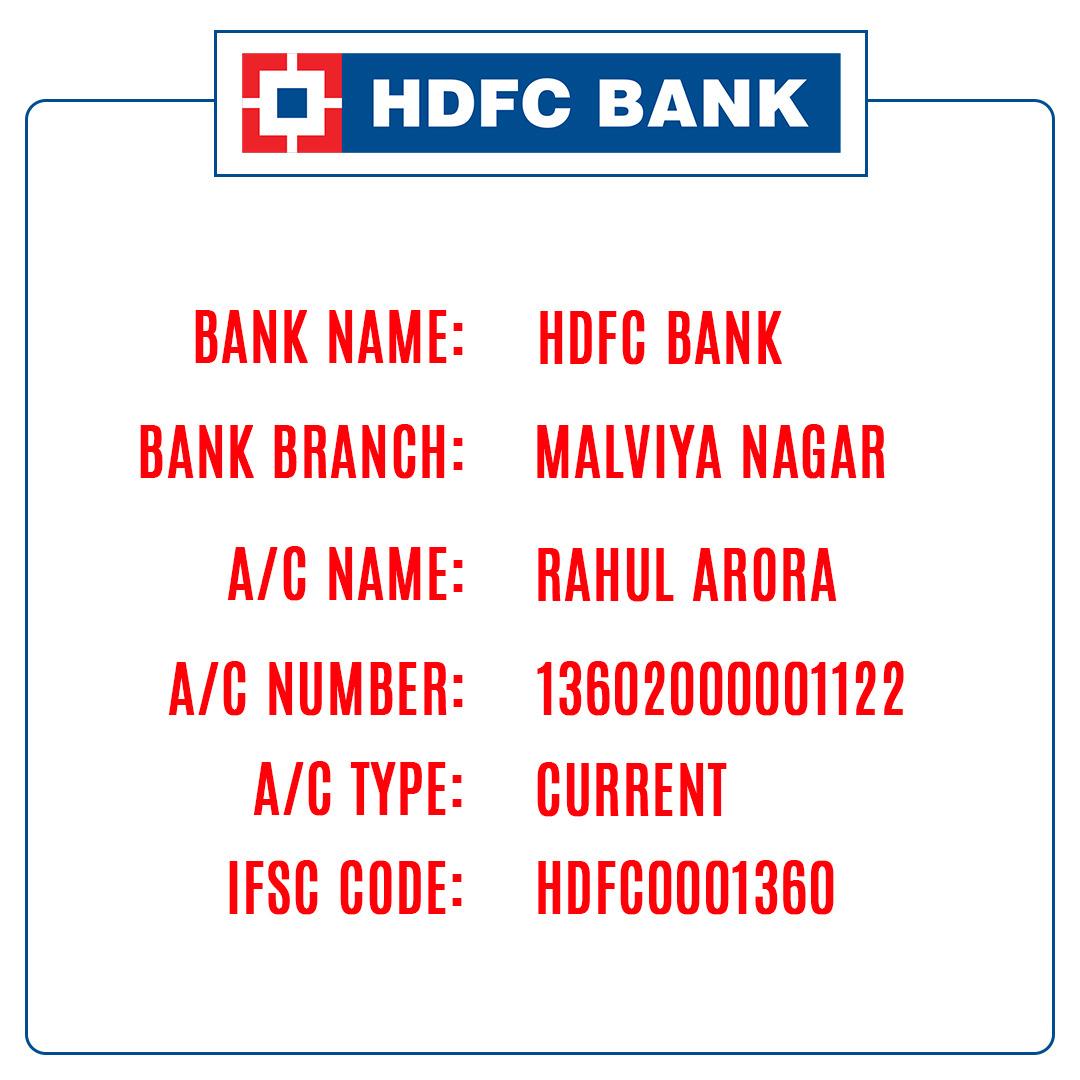 HDFC BANK
BANK NAME: HDFC BANK
BANK BRANCH: MALVIYA NAGAR
A/C NAME: RAHUL ARORA
A/C NUMBER: 13602000001122
A/C TYPE: CURRENT
IFSC CODE: HDFC0001360